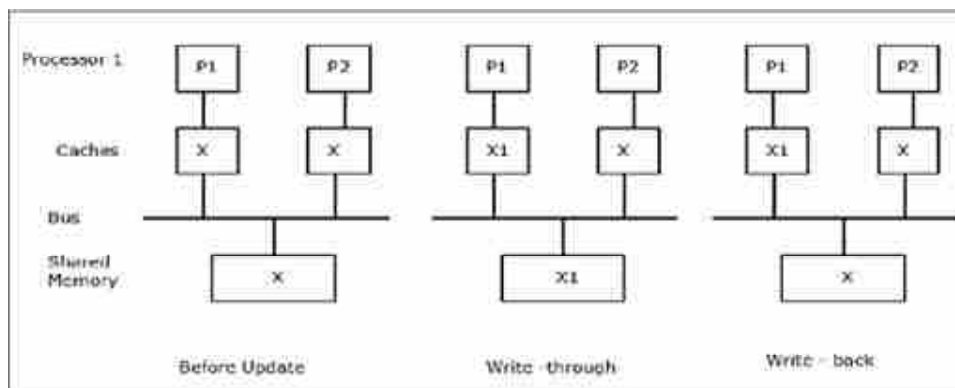 Processor 1 P1 P2 P1 P2 P1 P2
Caches X X X1 X X1 X
Bus
Shared
Memory X X1 X
Before Update Write -through Write - back